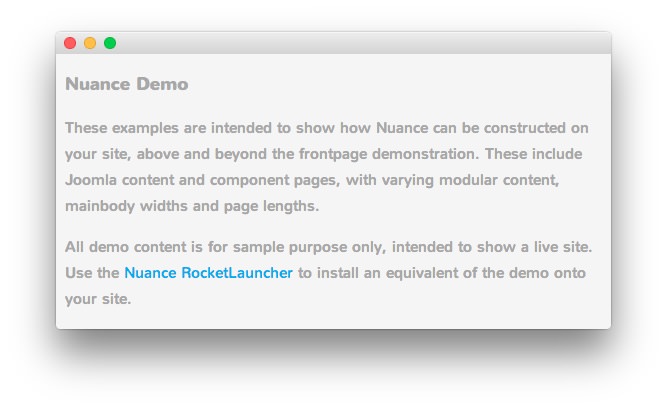 Nuance Demo
These examples are intended to show how Nuance can be constructed on
your site, above and beyond the frontpage demonstration. These include
Joomla content and component pages, with varying modular content,
mainbody widths and page lengths.
All demo content is for sample purpose only, intended to show a live site.
Use the Nuance RocketLauncher to install an equivalent of the demo onto
your site.